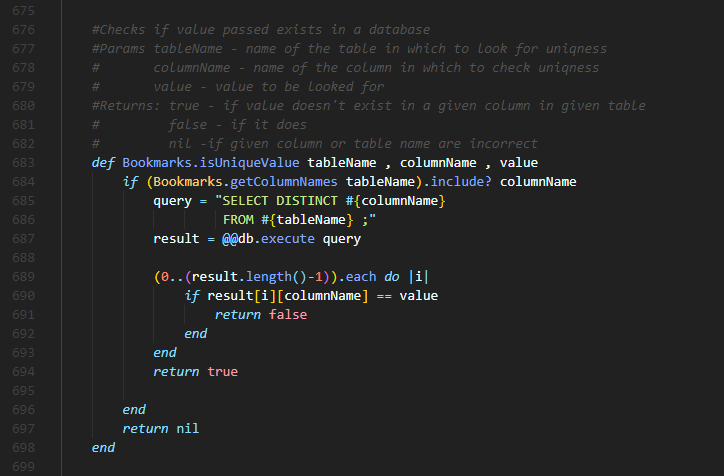 675
676 #Checks if value passed exists in a database
677 #Params tableName - name of the table in which to look for uniqness
678 # columnName - name of the column in which to check uniqness
679 # value - value to be looked for
680 #Returns: true - if value doesn't exist in a given column in given table
681 # false - if it does
682 # nil -if given column or table name are incorrect
683 def Bookmarks.isUniqueValue tableName , columnName , value
684 if (Bookmarks.getColumnNames tableName).include? columnName
685 query = "SELECT DISTINCT #{columnName}
686 FROM #{tableName} ;"
687 result = @@db.execute query
688
689 (0..(result.length()-1)).each do |i|
690 if result[i][columnName] == value
691 return false
692 end
693 end
694 return true
695
696 end
697 return nil
698 end
699